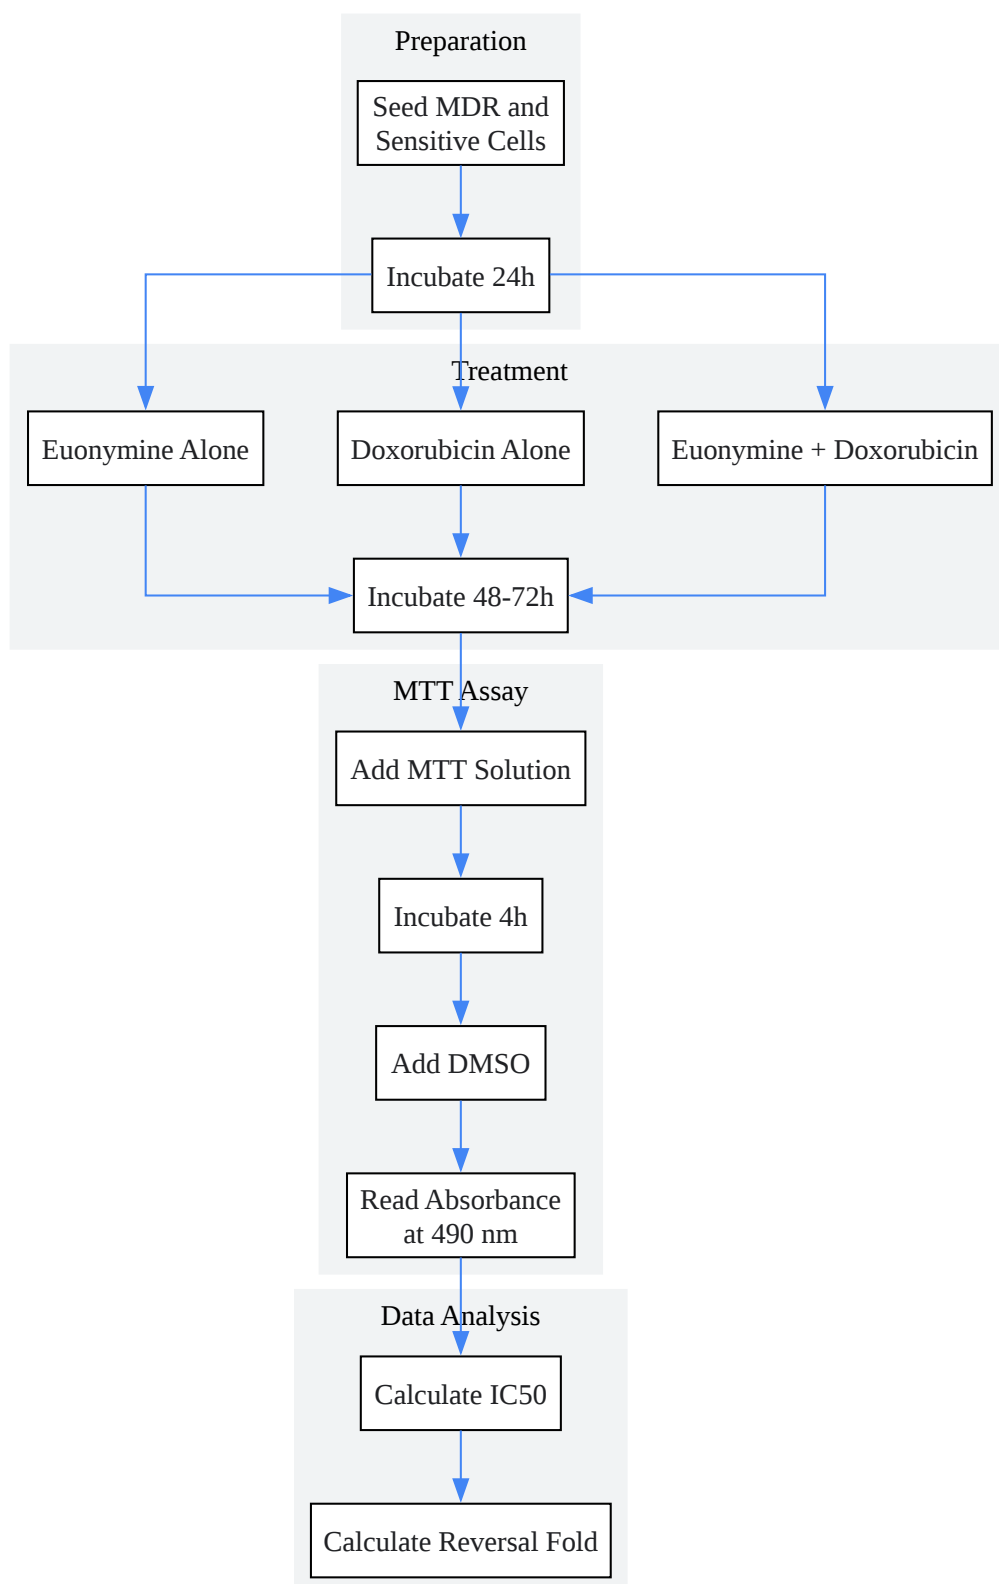 Preparation
Seed MDR and
Sensitive Cells
Incubate 24h
Treatment
Euonymine Alone
Doxorubicin Alone
Euonymine + Doxorubicin
Incubate 48-72h
MTT Assay
Add MTT Solution
Incubate 4h
Add DMSO
Read Absorbance
at 490 nm
Data Analysis
Calculate IC50
Calculate Reversal Fold